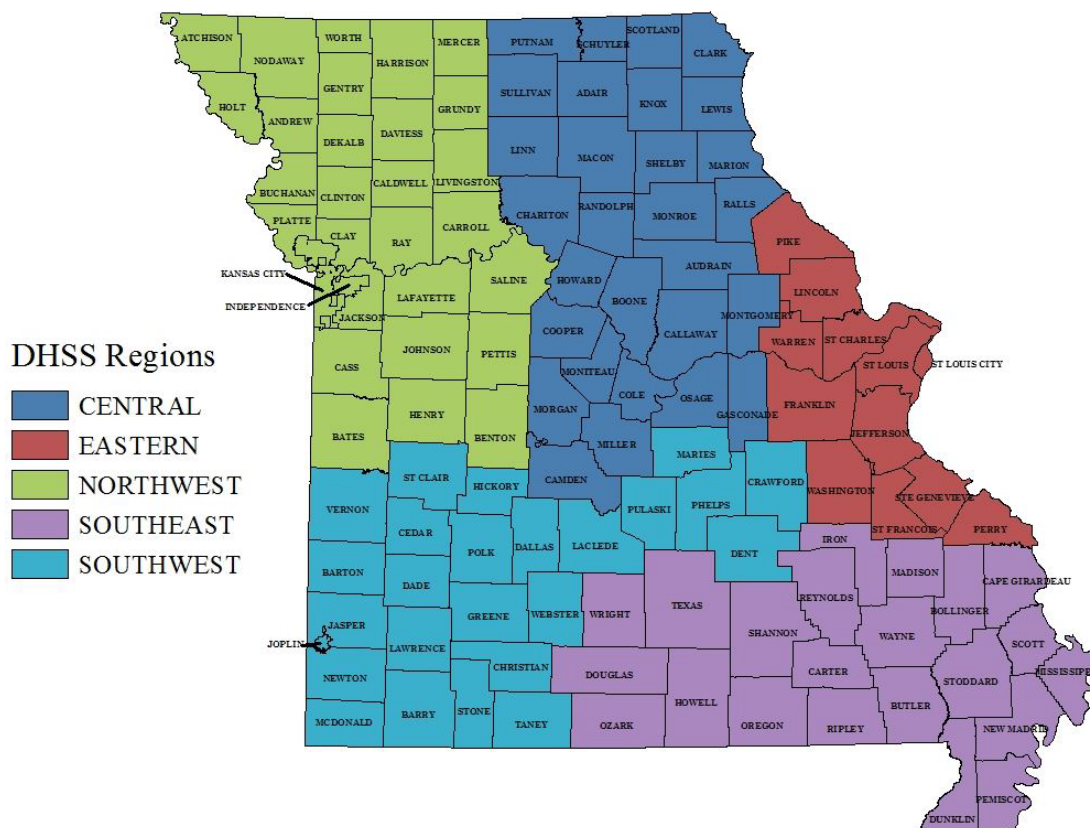 ATCHISON
NODAWAY
WORTH
HARRISON
MERCER
PUTNAM
SCHUYLER
SCOTLAND
CLARK
HOLT
GENTRY
GRUNDY
SULLIVAN
ADAIR
KNOX
LEWIS
ANDREW
DEKALB
DAVIESS
LINN
MACON
SHELBY
MARION
BUCHANAN
CLINTON
CALDWELL
LIVINGSTON
CHARITON
RANDOLPH
MONROE
RALLS
PLATTE
CLAY
RAY
CARROLL
PIKE
KANSAS CITY
INDEPENDENCE
JACKSON
LAFAYETTE
SALINE
HOWARD
BOONE
AUDRAIN
LINCOLN
COOPER
CALLAWAY
MONTGOMERY
WARREN
ST CHARLES
ST LOUIS
ST LOUIS CITY
CASS
JOHNSON
PETTIS
MONITEAU
COLE
OSAGE
GASCONADE
FRANKLIN
JEFFERSON
BATES
HENRY
BENTON
MORGAN
MILLER
MARIES
DHSS Regions
CENTRAL
EASTERN
NORTHWEST
SOUTHEAST
SOUTHWEST
VERNON
ST CLAIR
HICKORY
CAMDEN
PULASKI
PHELPS
CRAWFORD
WASHINGTON
STE GENEVIEVE
ST FRANCOIS
PERRY
CEDAR
POLK
DALLAS
LACLEDE
DENT
IRON
MADISON
CAPE GIRARDEAU
BARTON
DADE
GREENE
WEBSTER
WRIGHT
TEXAS
REYNOLDS
BOLLINGER
JASPER
JOPLIN
LAWRENCE
CHRISTIAN
SHANNON
WAYNE
SCOTT
NEWTON
DOUGLAS
CARTER
STODDARD
MISSISSIPPI
MCDONALD
BARRY
STONE
TANEY
OZARK
HOWELL
OREGON
RIPLEY
BUTLER
NEW MADRID
PEMISCOT
DUNKLIN